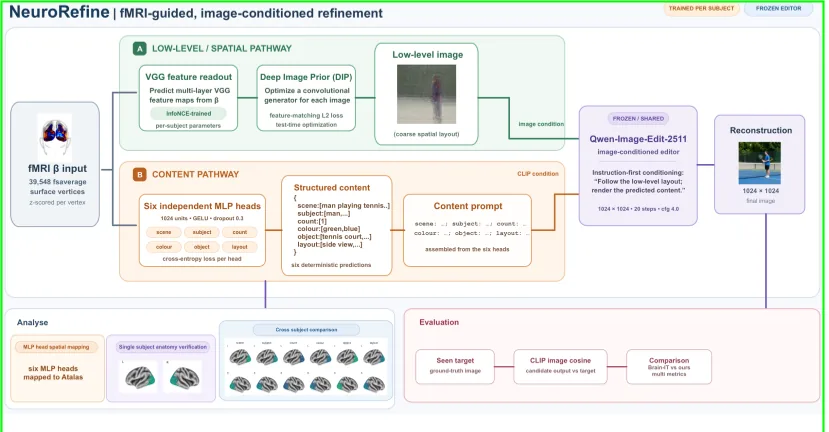 NeuroRefine | fMRI-guided, image-conditioned refinement
TRAINED PER SUBJECT
FROZEN EDITOR
A LOW-LEVEL / SPATIAL PATHWAY
VGG feature readout
Predict multi-layer VGG
feature maps from β
InfoNCE-trained
per-subject parameters
Deep Image Prior (DIP)
Optimize a convolutional
generator for each image
feature-matching L2 loss
test-time optimization
Low-level image
(coarse spatial layout)
image condition
fMRI β input
39,548 fsaverage
surface vertices
z-scored per vertex
B CONTENT PATHWAY
CLIP condition
Six independent MLP heads
1024 units • GELU • dropout 0.3
scene
subject
count
colour
object
layout
cross-entropy loss per head
Structured content
{
scene:[man playing tennis..]
subject:[man,...]
count:[1]
colour:[green,blue]
object:[tennis court,...]
layout:[side view,...]
}
six deterministic predictions
Content prompt
scene: …; subject: …; count: …
colour: …; object: …; layout: …
assembled from the six heads
FROZEN / SHARED
Qwen-Image-Edit-2511
image-conditioned editor
Instruction-first conditioning:
“Follow the low-level layout;
render the predicted content.”
1024 × 1024 • 20 steps • cfg 4.0
Reconstruction
1024 × 1024
final image
Analyse
MLP head spatial mapping
six MLP heads
mapped to Atalas
Single subject anatomy verification
Cross subject comparison
Evaluation
Seen target
ground-truth image
CLIP image cosine
candidate output vs target
Comparison
Brain-IT vs ours
multi metrics